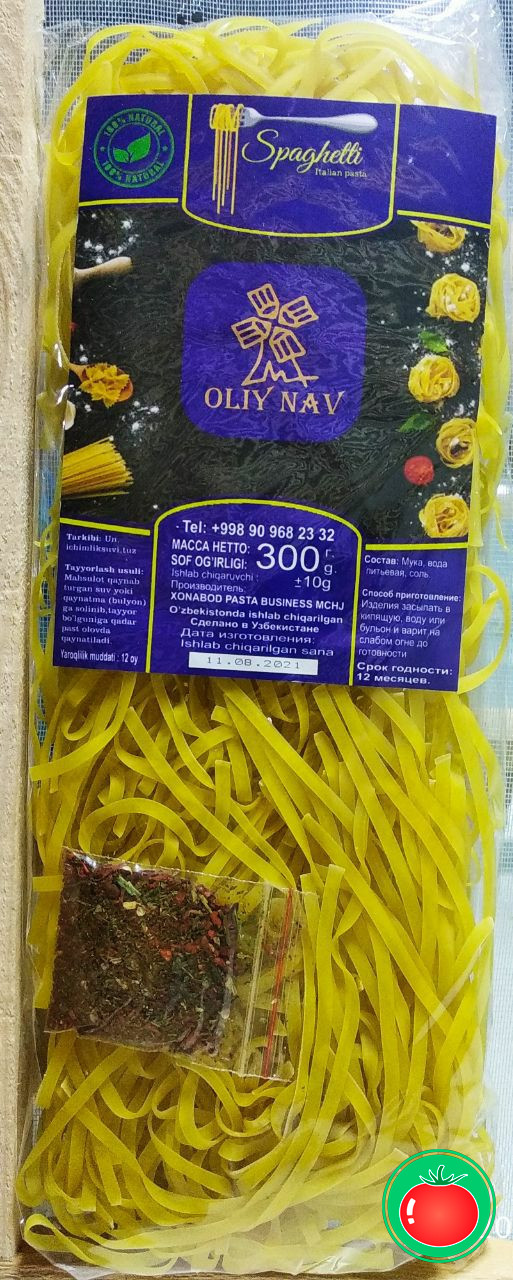 100% NATURAL
100% NATURAL
Spaghetti
Italian pasta
OLIY NAV
Tel: +998 90 968 23 32
МАССА НЕТТО:
SOF OG'IRLIGI:
300 г.
g.
±10g
Ishlab chiqaruvchi :
Производитель:
XONABOD PASTA BUSINESS MCHJ
O'zbekistonda ishlab chiqarilgan
Сделано в Узбекистане
Дата изготовления
Ishlab chiqarilgan sana
11.08.2021
Tarkibi: Un,
ichimliksuvi,tuz
Tayyorlash usuli:
Mahsulot qaynab
turgan suv yoki
qaynatma (bulyon)
ga solinib,tayyor
bo'lguniga qadar
past olovda
qaynatiladi.
Yaroqlilik muddati : 12 oy
Состав: Мука, вода
питьевая, соль.
Способ приготовление:
Изделия засыпать в
кипящую, воду или
бульон и варит,на
слабом огне до
готовности
Срок годности:
12 месяцев.